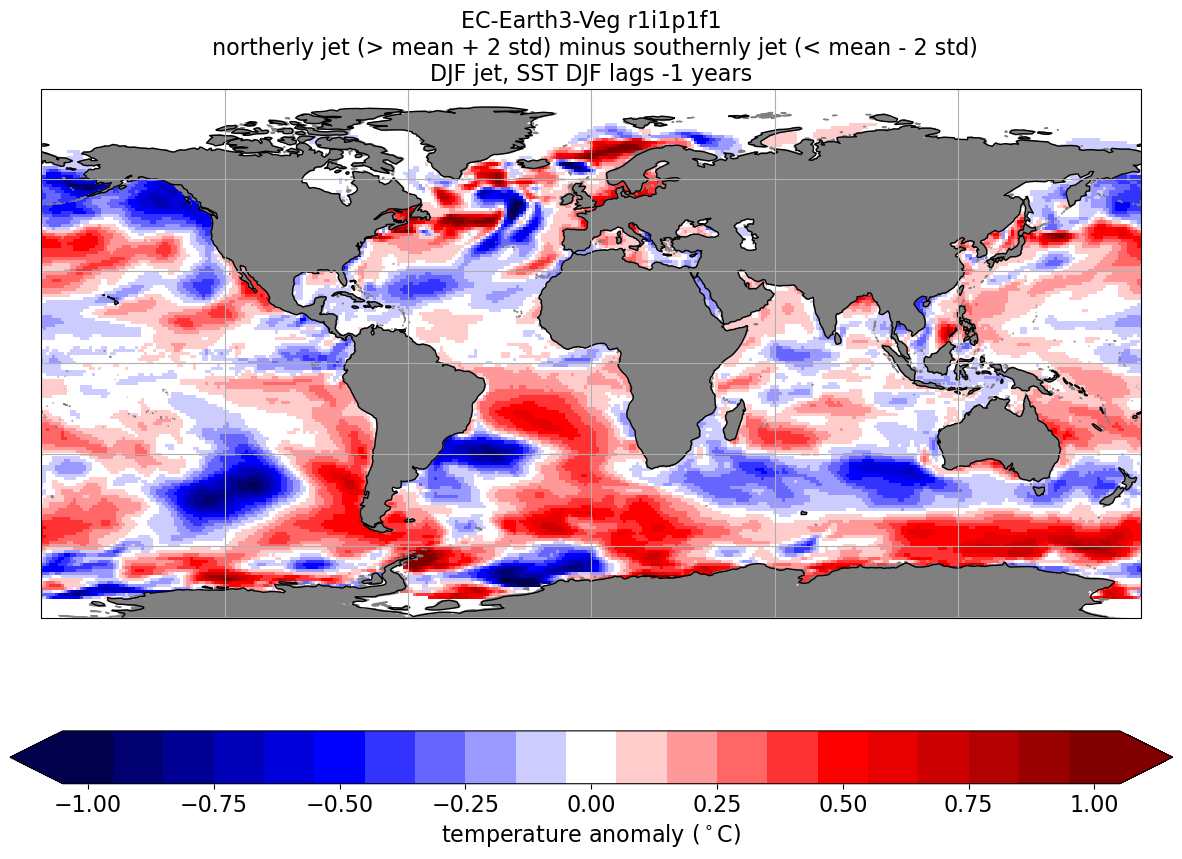 EC-Earth3-Veg r1i1p1f1
northerly jet (> mean + 2 std) minus southernly jet (< mean - 2 std)
DJF jet, SST DJF lags -1 years
−1.00 −0.75 −0.50 −0.25 0.00 0.25 0.50 0.75 1.00
temperature anomaly (°C)